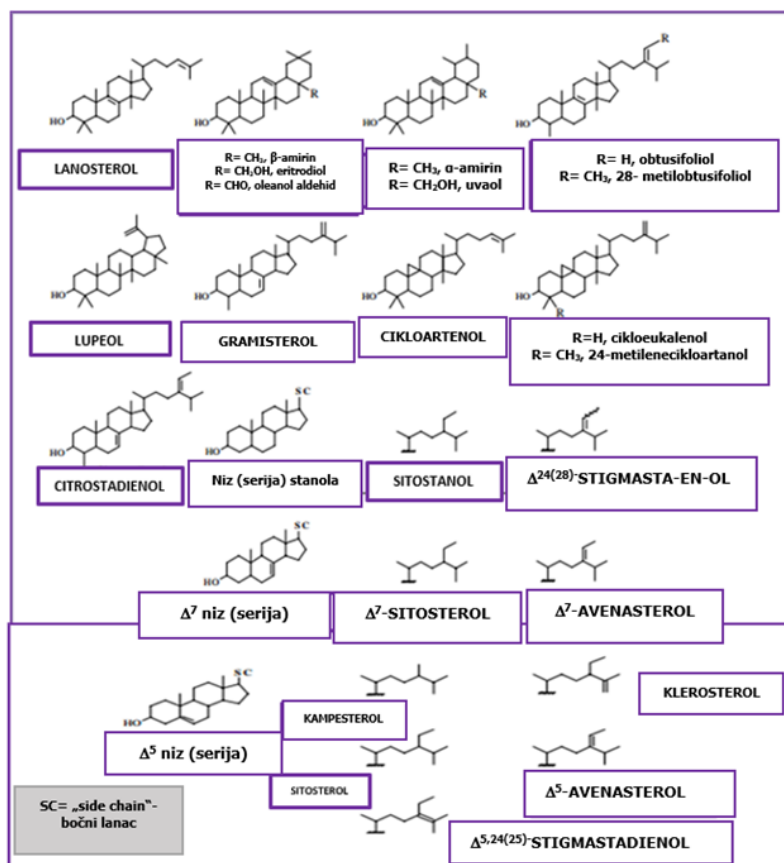 HO
HO
R
HO
R
HO
R
LANOSTEROL
R= CH₃, β-amirin
R= CH₂OH, eritrodiol
R= CHO, oleanol aldehid
R= CH₃, α-amirin
R= CH₂OH, uvaol
R= H, obtusifoliol
R= CH₃, 28- metilobtusifoliol
HO
HO
HO
HO
R
LUPEOL
GRAMISTEROL
CIKLOARTENOL
R=H, cikloeukalenol
R= CH₃, 24-metilenecikloartanol
HO
SC
HO
CITROSTADIENOL
Niz (serija) stanola
SITOSTANOL
Δ²⁴⁽²⁸⁾-STIGMASTA-EN-OL
SC
HO
Δ⁷ niz (serija)
Δ⁷-SITOSTEROL
Δ⁷-AVENASTEROL
SC
HO
KAMPESTEROL
KLEROSTEROL
Δ⁵ niz (serija)
SITOSTEROL
Δ⁵-AVENASTEROL
SC= „side chain“-
bočni lanac
Δ⁵,²⁴⁽²⁵⁾-STIGMASTADIENOL